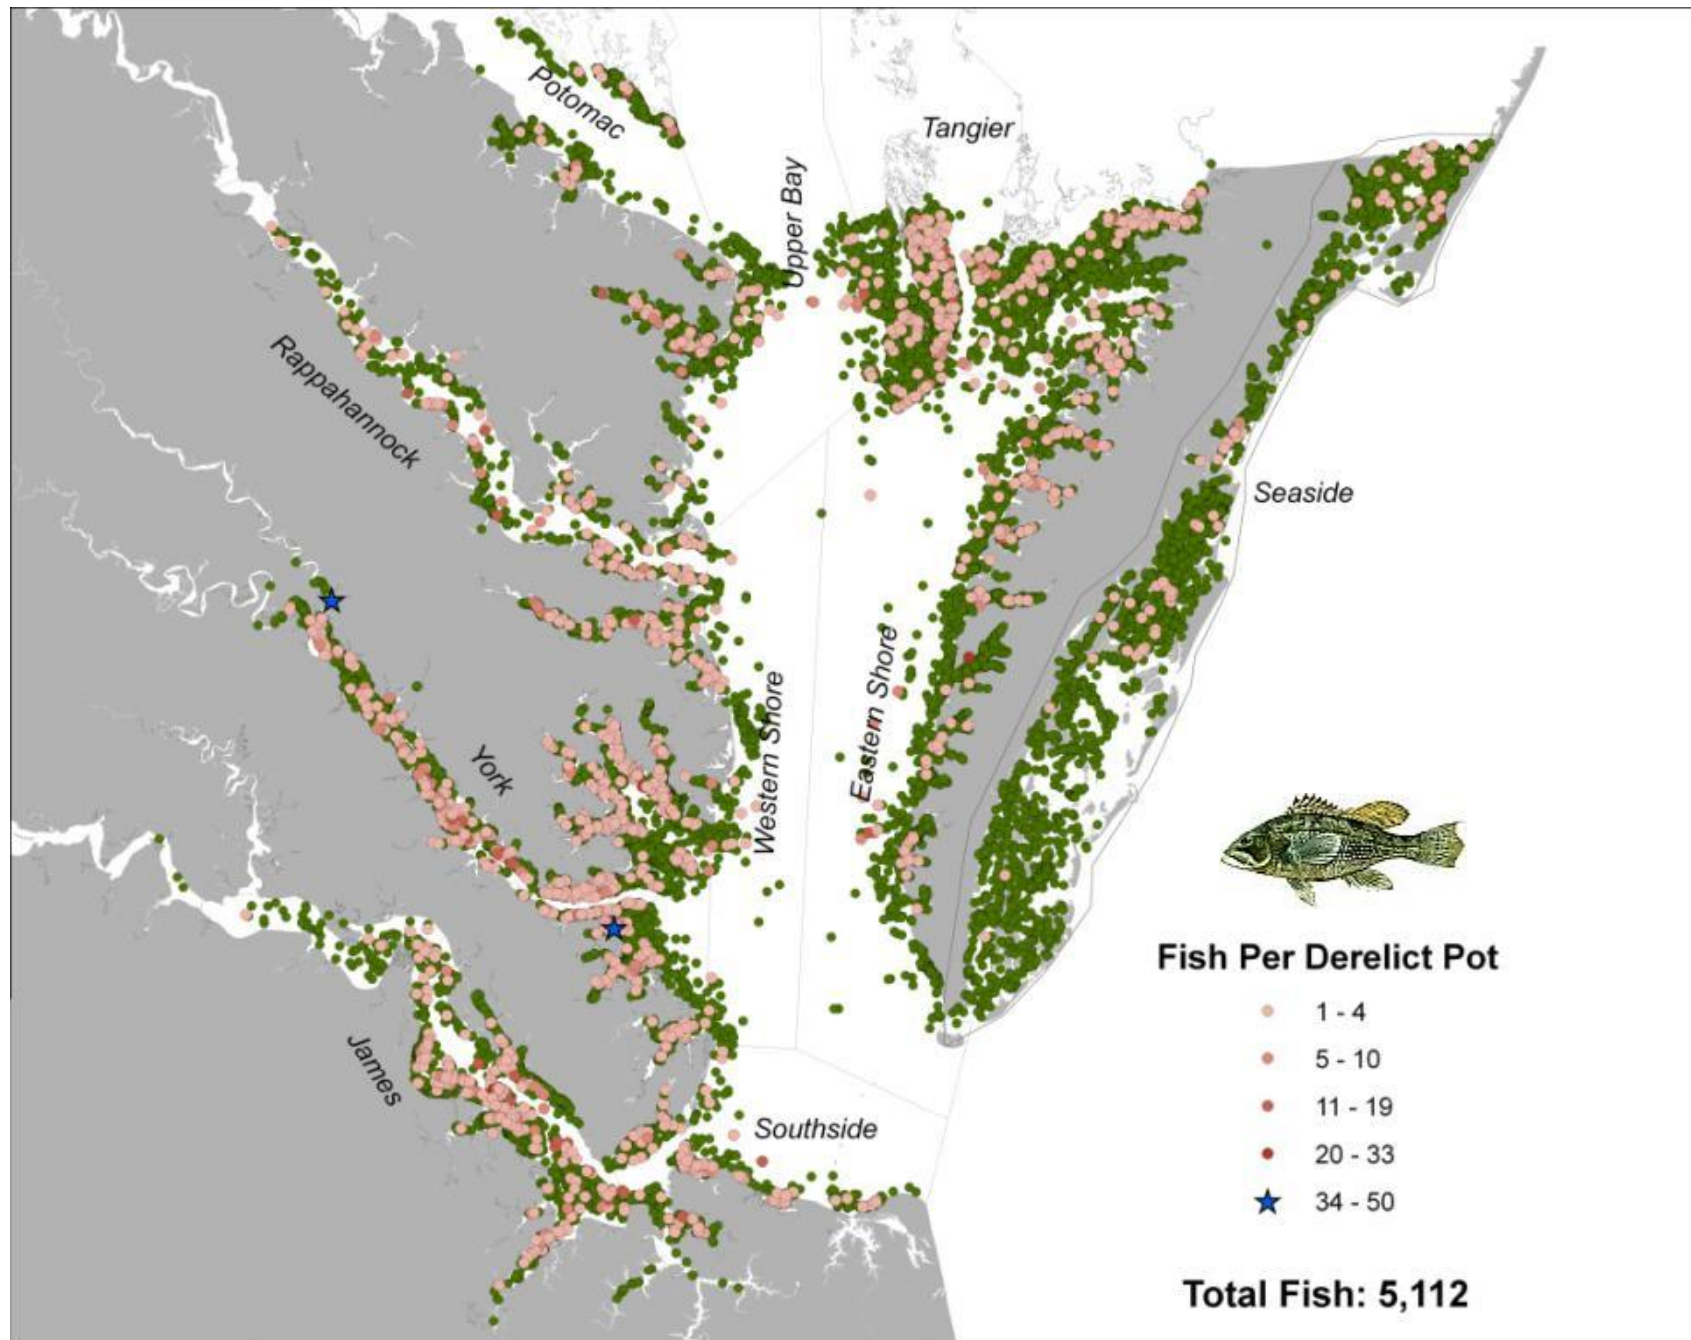 Potomac
Tangier
Upper Bay
Rappahannock
Seaside
Eastern Shore
Western Shore
York
James
Southside
Fish Per Derelict Pot
1 - 4
5 - 10
11 - 19
20 - 33
34 - 50
Total Fish: 5,112